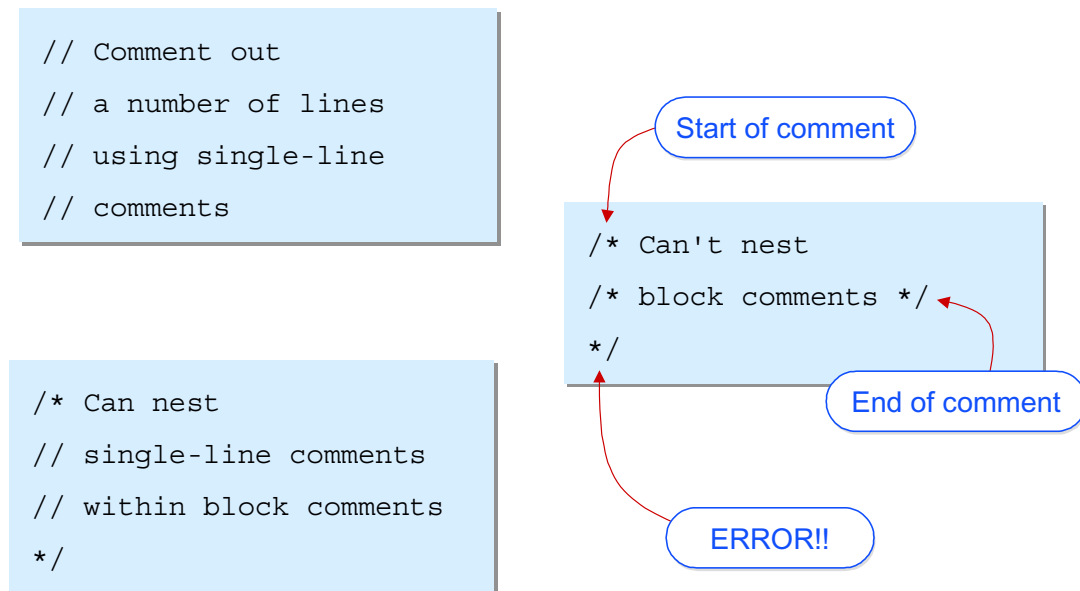 // Comment out
// a number of lines
// using single-line
// comments
Start of comment
/* Can't nest
/* block comments */
*/
End of comment
ERROR!!
/* Can nest
// single-line comments
// within block comments
*/